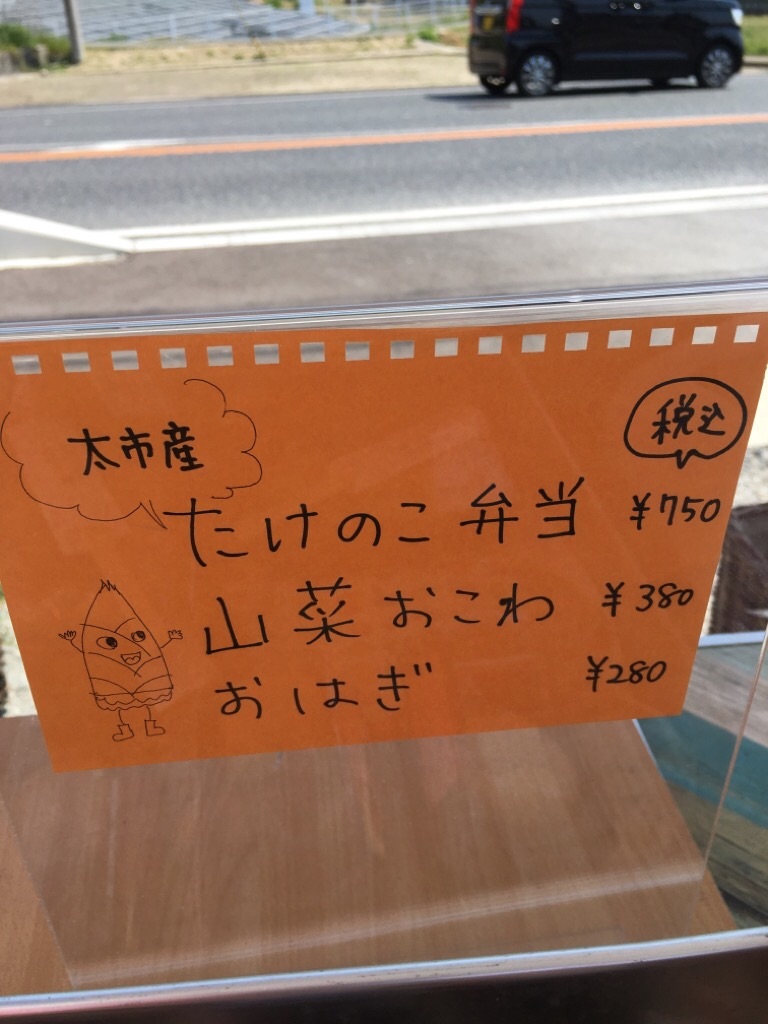 太市産
税込
たけのこ弁当 ¥750
山菜おこわ ¥380
おはぎ ¥280